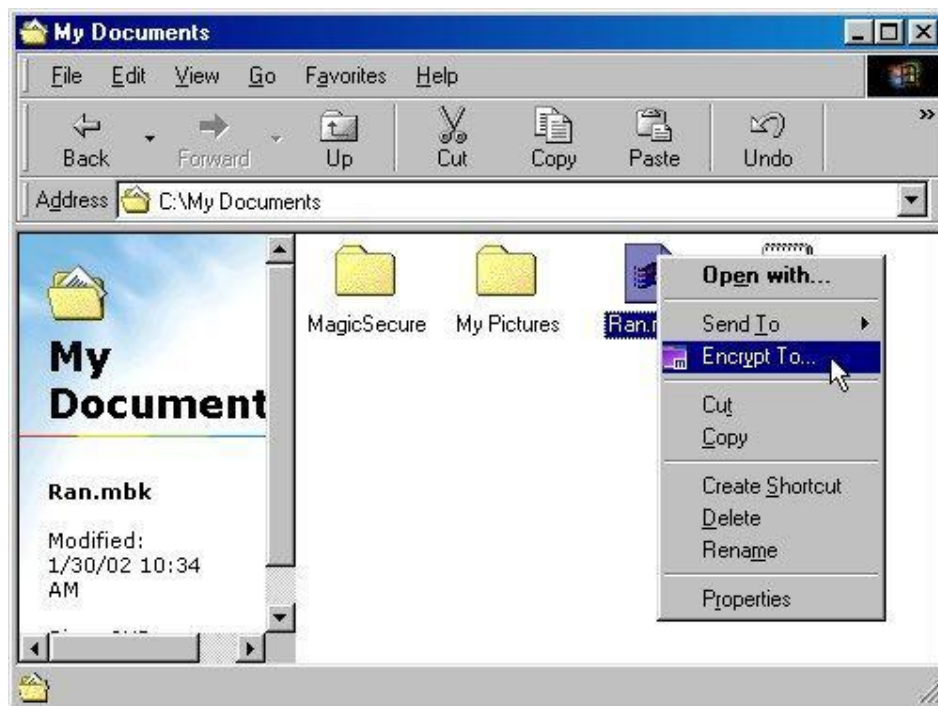 My Documents
File Edit View Go Favorites Help
Back Forward Up Cut Copy Paste Undo »
Address C:\My Documents
My
Document
Ran.mbk
Modified:
1/30/02 10:34
AM
MagicSecure My Pictures Ran.
Open with...
Send To
Encrypt To...
Cut
Copy
Create Shortcut
Delete
Rename
Properties